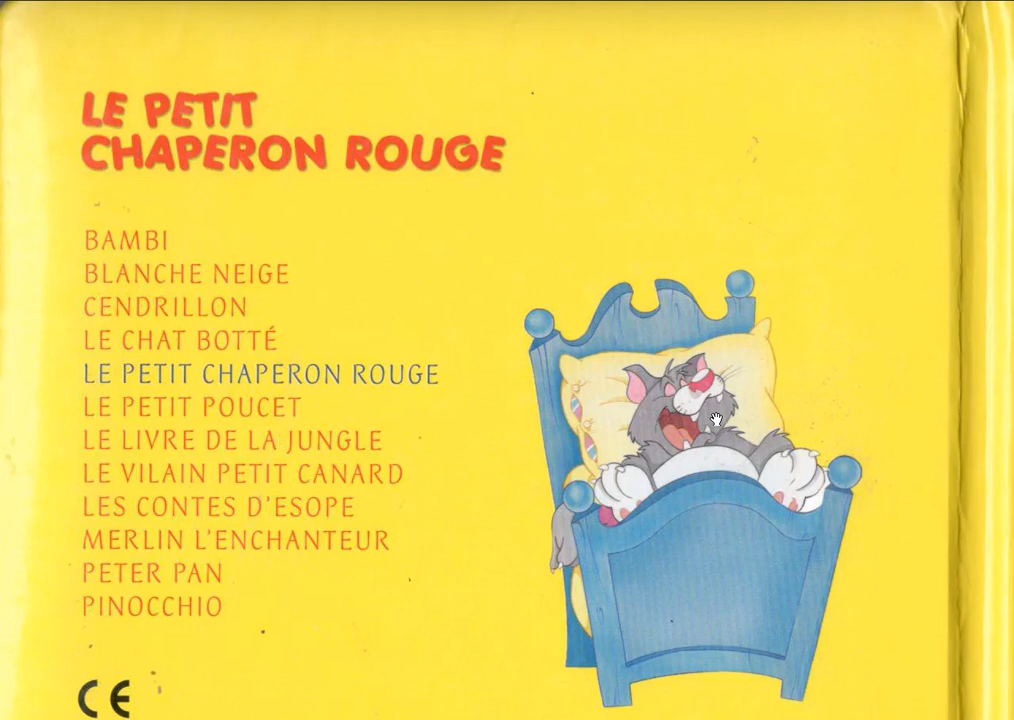 LE PETIT
CHAPERON ROUGE
BAMBI
BLANCHE NEIGE
CENDRILLON
LE CHAT BOTTÉ
LE PETIT CHAPERON ROUGE
LE PETIT POUCET
LE LIVRE DE LA JUNGLE
LE VILAIN PETIT CANARD
LES CONTES D'ESOPE
MERLIN L'ENCHANTEUR
PETER PAN
PINOCCHIO
CE